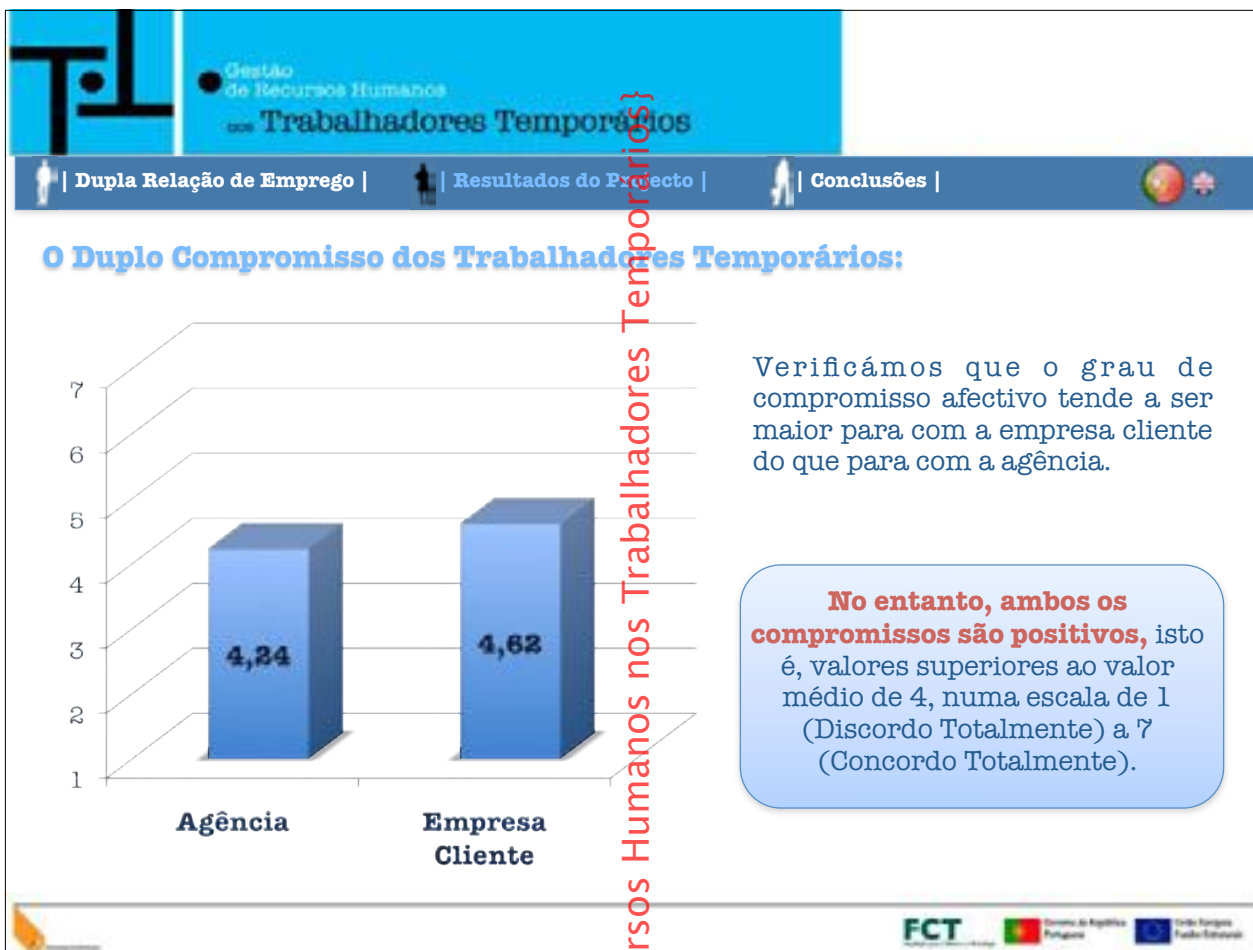 Gestão
de Recursos Humanos
nos Trabalhadores Temporários
| Dupla Relação de Emprego | | Resultados do Projecto | | Conclusões |
O Duplo Compromisso dos Trabalhadores Temporários:
7
6
5
4
3
2
1
4,24
4,62
Agência
Empresa
Cliente
Verificámos que o grau de
compromisso afectivo tende a ser
maior para com a empresa cliente
do que para com a agência.
No entanto, ambos os
compromissos são positivos, isto
é, valores superiores ao valor
médio de 4, numa escala de 1
(Discordo Totalmente) a 7
(Concordo Totalmente).
rsos Humanos nos Trabalhadores Temporários}
FCT